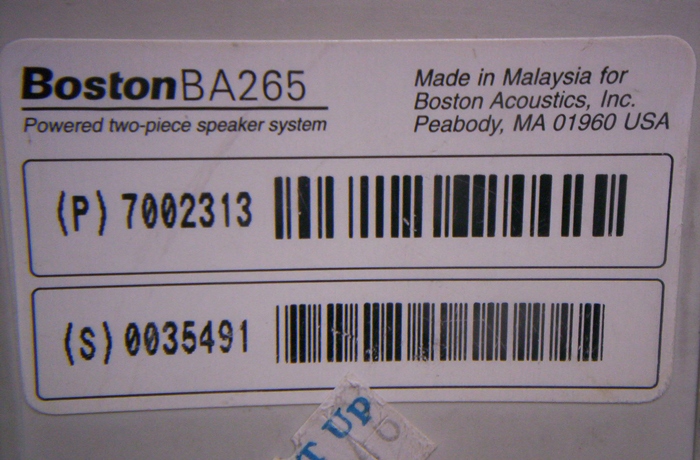 BostonBA265
Powered two-piece speaker system
Made in Malaysia for
Boston Acoustics, Inc.
Peabody, MA 01960 USA
(P) 7002313
(S) 0035491
T UP